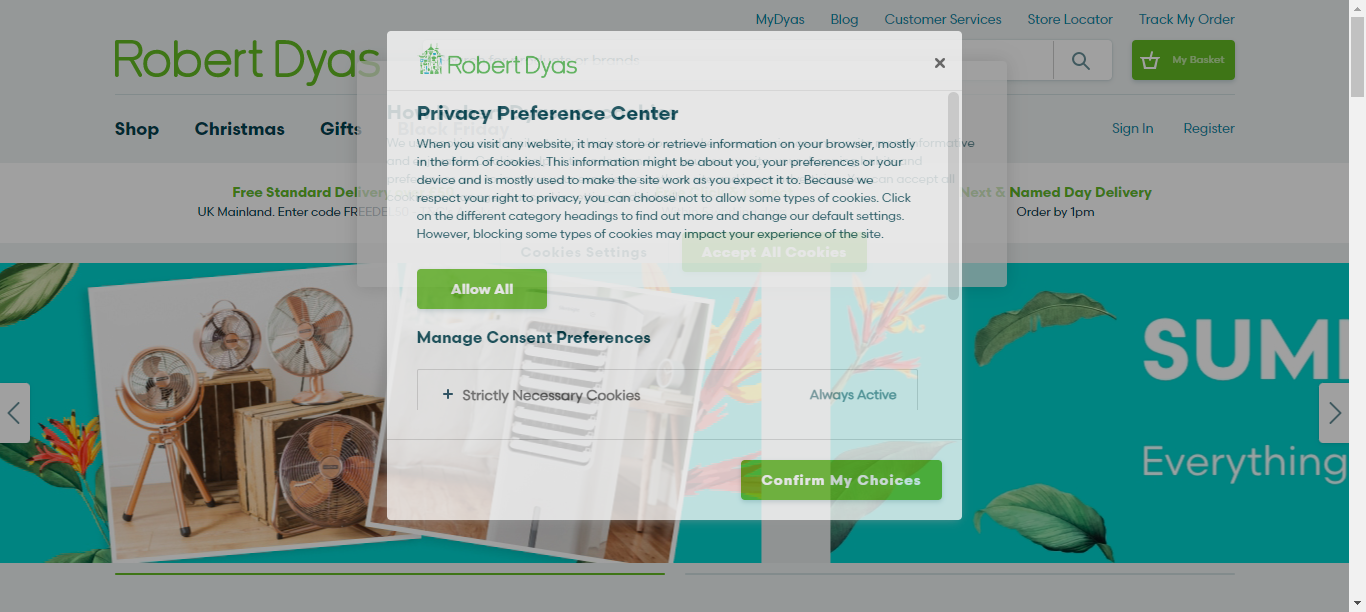 MyDyas Blog Customer Services Store Locator Track My Order
Robert Dyas
My Basket
Shop Christmas Gifts Black Friday
Sign In Register
Free Standard Delivery
UK Mainland. Enter code
Next & Named Day Delivery
Order by 1pm
Robert Dyas
Privacy Preference Center
When you visit any website, it may store or retrieve information on your browser, mostly
in the form of cookies. This information might be about you, your preferences or your
device and is mostly used to make the site work as you expect it to. Because we
respect your right to privacy, you can choose not to allow some types of cookies. Click
on the different category headings to find out more and change our default settings.
However, blocking some types of cookies may impact your experience of the site.
Cookies Settings Accept All Cookies
Allow All
Manage Consent Preferences
+ Strictly Necessary Cookies Always Active
Confirm My Choices
Everything